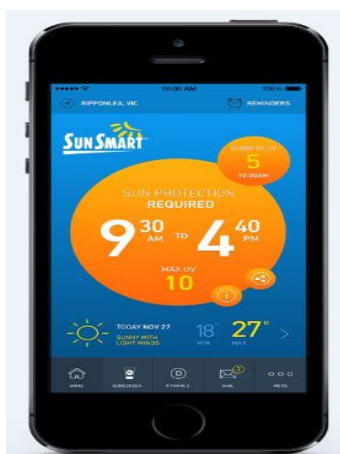 10:00 AM 100%
RIPPONLEA, VIC REMINDERS
SUNSMART
CURRENT UV
5
10:30AM
SUN PROTECTION
REQUIRED
9 30 AM TO 4 40 PM
MAX UV
10
TODAY NOV 27 18° 27° >
SUNNY WITH MIN MAX
LIGHT WINDS
HOME SUNSCREEN VITAMIN D MAIL MORE